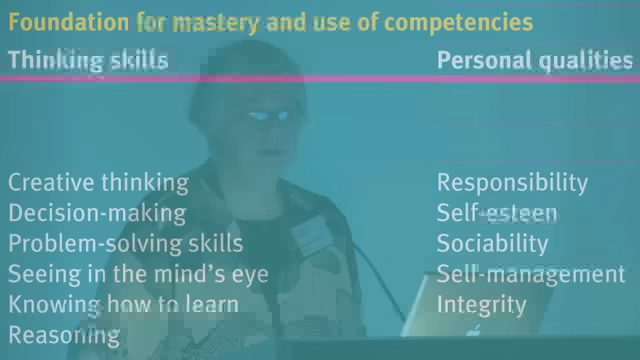 Foundation for mastery and use of competencies
Thinking skills
Personal qualities
Creative thinking
Decision-making
Problem-solving skills
Seeing in the mind's eye
Knowing how to learn
Reasoning
Responsibility
Self-esteen
Sociability
Self-management
Integrity